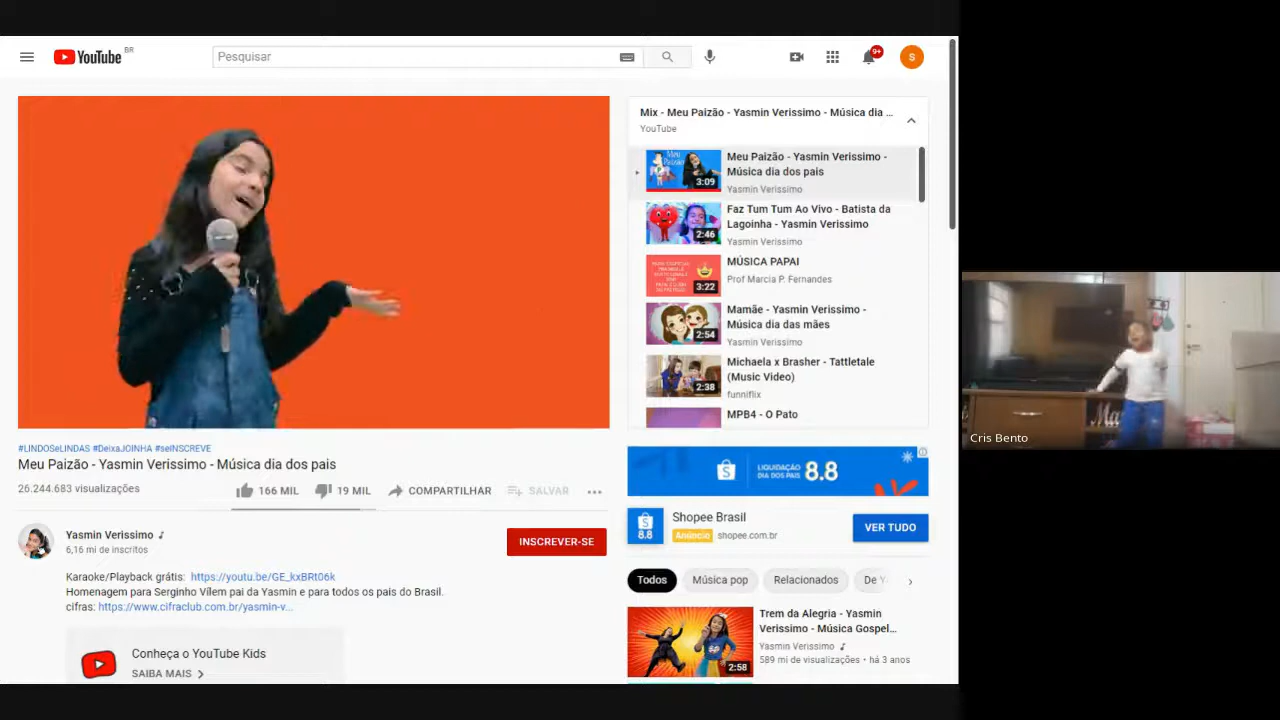 YouTube BR
Pesquisar
9+
S
Mix - Meu Paizão - Yasmin Verissimo - Música dia ...
YouTube
Meu Paizão - Yasmin Verissimo -
Música dia dos pais
Yasmin Verissimo
3:09
Faz Tum Tum Ao Vivo - Batista da
Lagoinha - Yasmin Verissimo
Yasmin Verissimo
2:46
MÚSICA PAPAI
Prof Marcia P. Fernandes
3:22
Mamãe - Yasmin Verissimo -
Música dia das mães
Yasmin Verissimo
2:54
Michaela x Brasher - Tattletale
(Music Video)
funniflix
2:38
MPB4 - O Pato
#LINDOSeLINDAS #DeixaJOINHA #seINSCREVE
Meu Paizão - Yasmin Verissimo - Música dia dos pais
26.244.683 visualizações
166 MIL
19 MIL
COMPARTILHAR
SALVAR
Yasmin Verissimo
6,16 mi de inscritos
INSCREVER-SE
Karaoke/Playback grátis: https://youtu.be/GE_kxBRt06k
Homenagem para Serginho Vílem pai da Yasmin e para todos os pais do Brasil.
cifras: https://www.cifraclub.com.br/yasmin-v...
Conheça o YouTube Kids
SAIBA MAIS
LIQUIDAÇÃO
DIA DOS PAIS
8.8
8.8
Shopee Brasil
Anúncio shopee.com.br
VER TUDO
Todos
Música pop
Relacionados
De Y
Trem da Alegria - Yasmin
Verissimo - Música Gospel...
Yasmin Verissimo
589 mi de visualizações • há 3 anos
2:58
Cris Bento